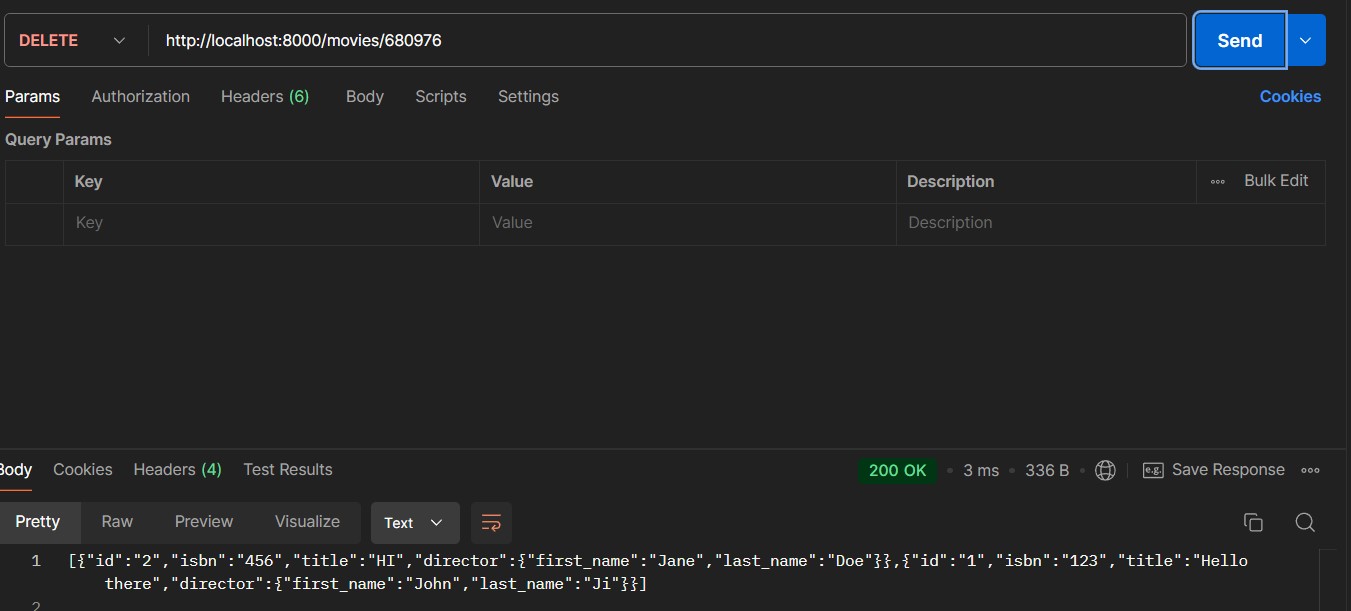 DELETE http://localhost:8000/movies/680976 Send
Params Authorization Headers (6) Body Scripts Settings Cookies
Query Params
Key Value Description Bulk Edit
Key Value Description
Body Cookies Headers (4) Test Results 200 OK • 3 ms • 336 B • e.g. Save Response
Pretty Raw Preview Visualize Text
1 [{"id":"2","isbn":"456","title":"HI","director":{"first_name":"Jane","last_name":"Doe"}},{"id":"1","isbn":"123","title":"Hello
there","director":{"first_name":"John","last_name":"Ji"}}]
2